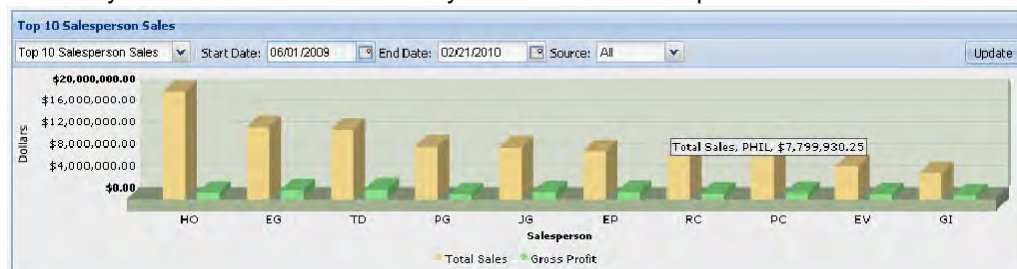 Top 10 Salesperson Sales
Top 10 Salesperson Sales Start Date: 06/01/2009 End Date: 02/21/2010 Source: All Update
$20,000,000.00
$16,000,000.00
$12,000,000.00
$8,000,000.00
$4,000,000.00
$0.00
Dollars
Total Sales, PHIL, $7,799,930.25
HO EG TD PG JG EP RC PC EV GI
Salesperson
Total Sales Gross Profit